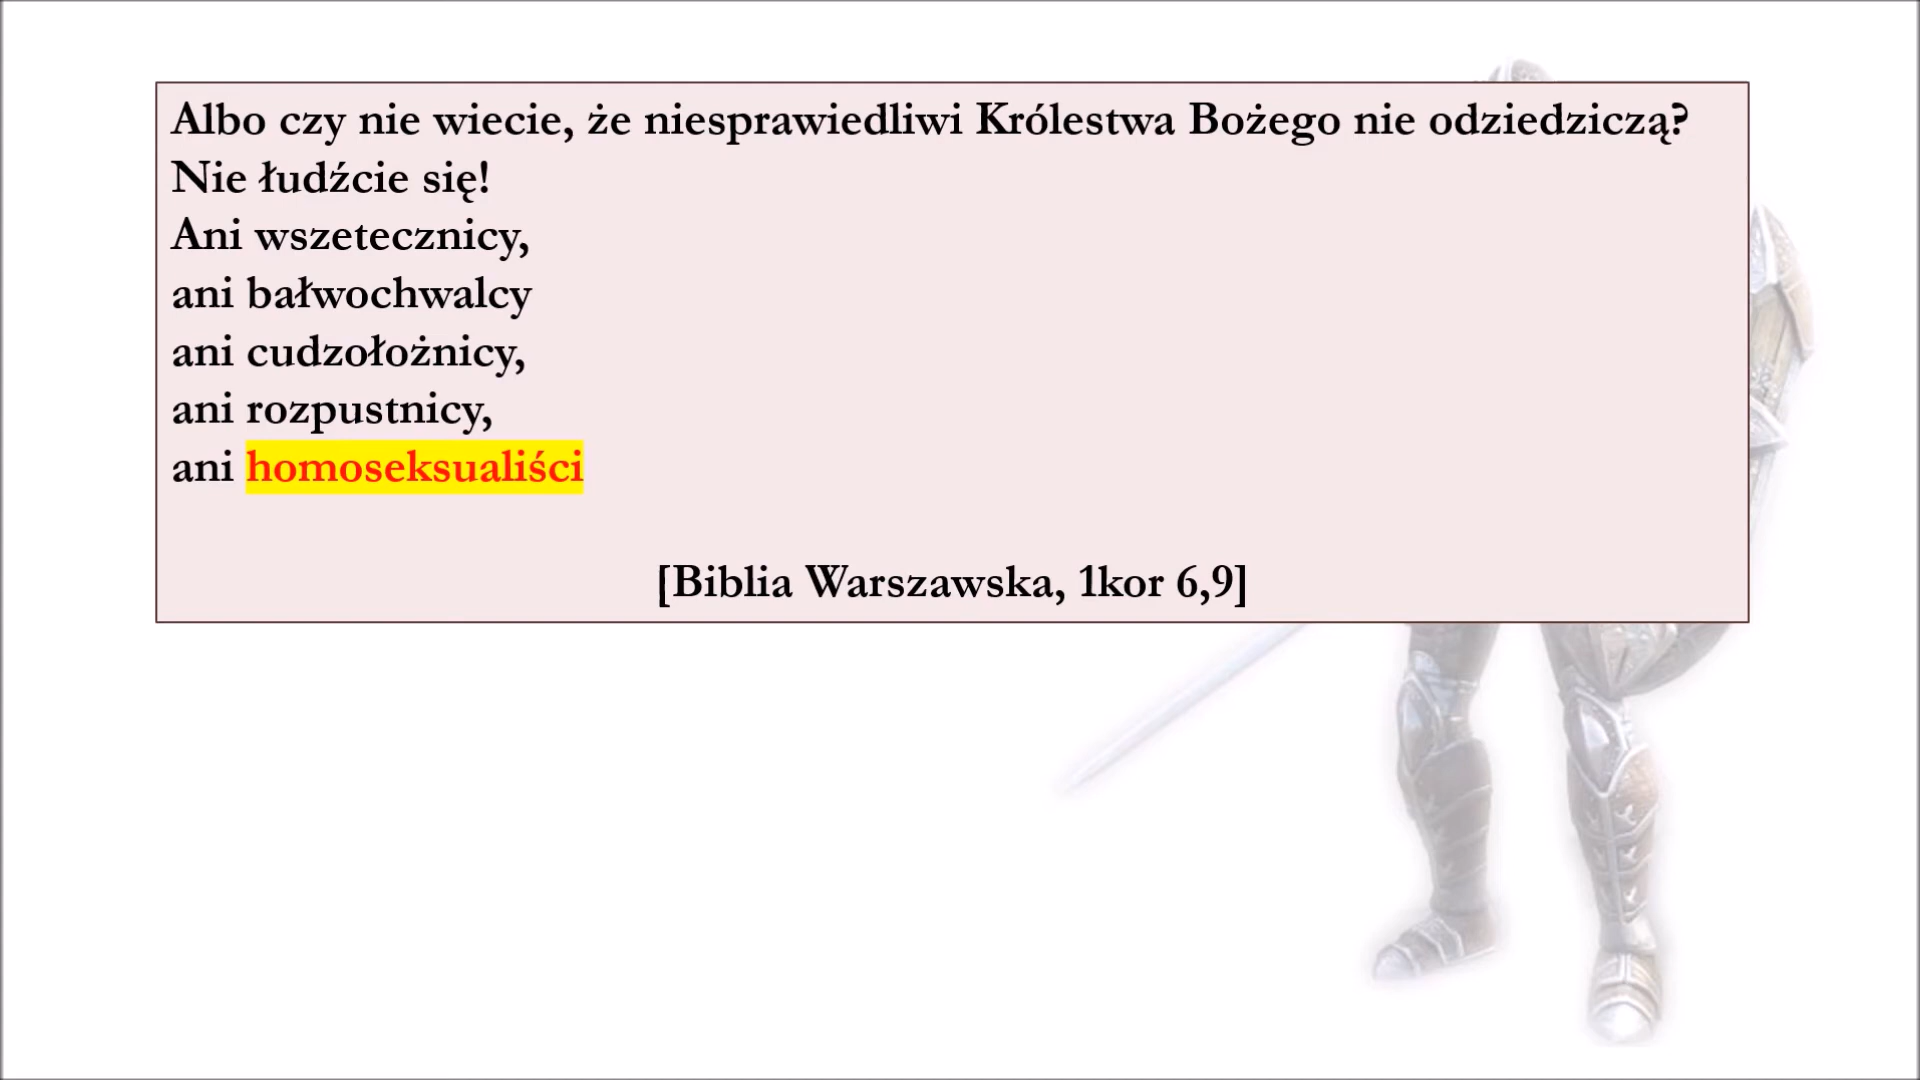 Albo czy nie wiecie, że niesprawiedliwi Królestwa Bożego nie odziedziczą?
Nie łudźcie się!
Ani wszetecznicy,
ani bałwochwalcy
ani cudzołożnicy,
ani rozpustnicy,
ani homoseksualiści
[Biblia Warszawska, 1kor 6,9]